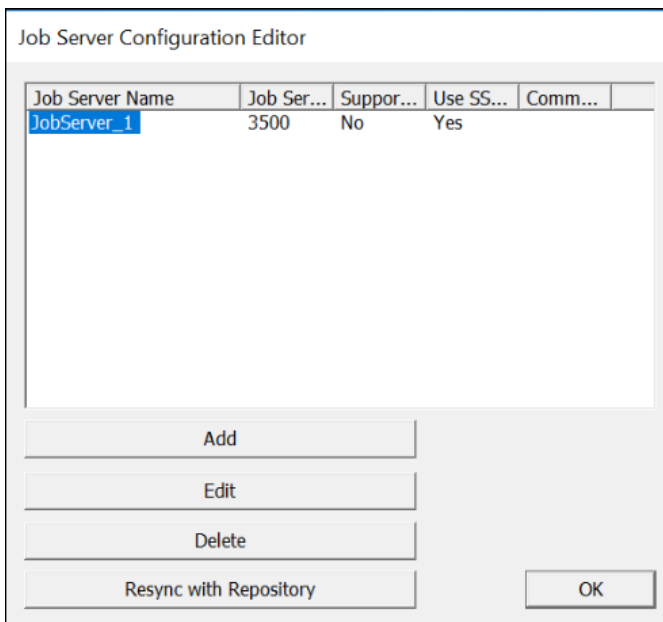 Job Server Configuration Editor
Job Server Name Job Ser... Suppor... Use SS... Comm...
JobServer_1 3500 No Yes
Add
Edit
Delete
Resync with Repository OK